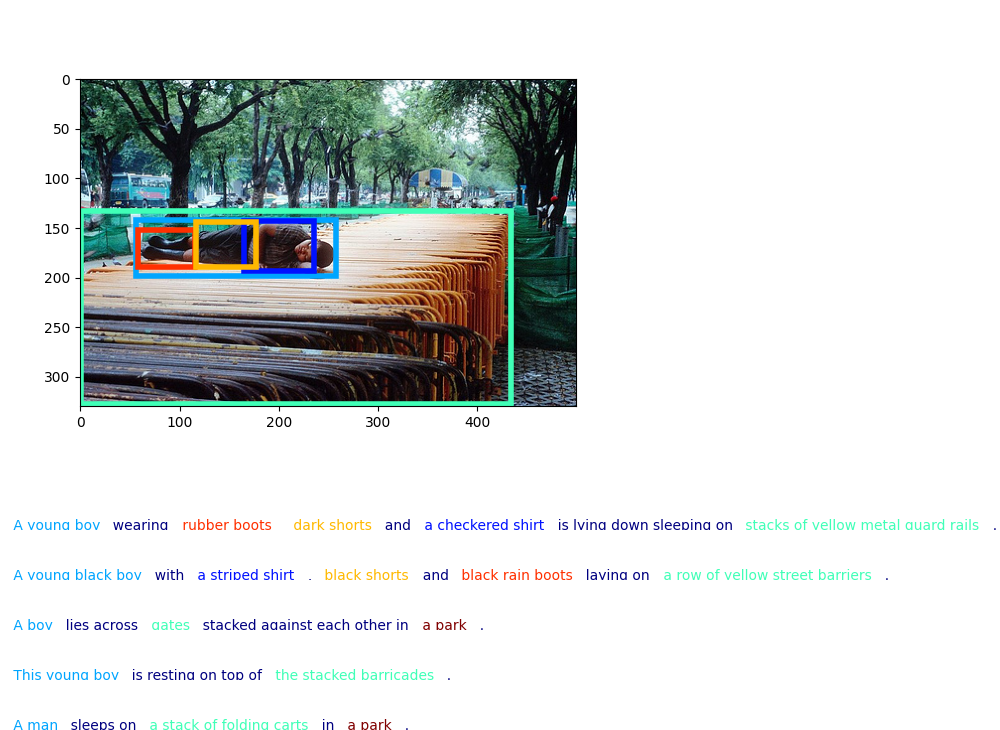 0
50
100
150
200
250
300
0 100 200 300 400
A young boy wearing rubber boots dark shorts and a checkered shirt is lying down sleeping on stacks of yellow metal guard rails .
A young black boy with a striped shirt , black shorts and black rain boots laying on a row of yellow street barriers .
A boy lies across gates stacked against each other in a park .
This young boy is resting on top of the stacked barricades .
A man sleeps on a stack of folding carts in a park .